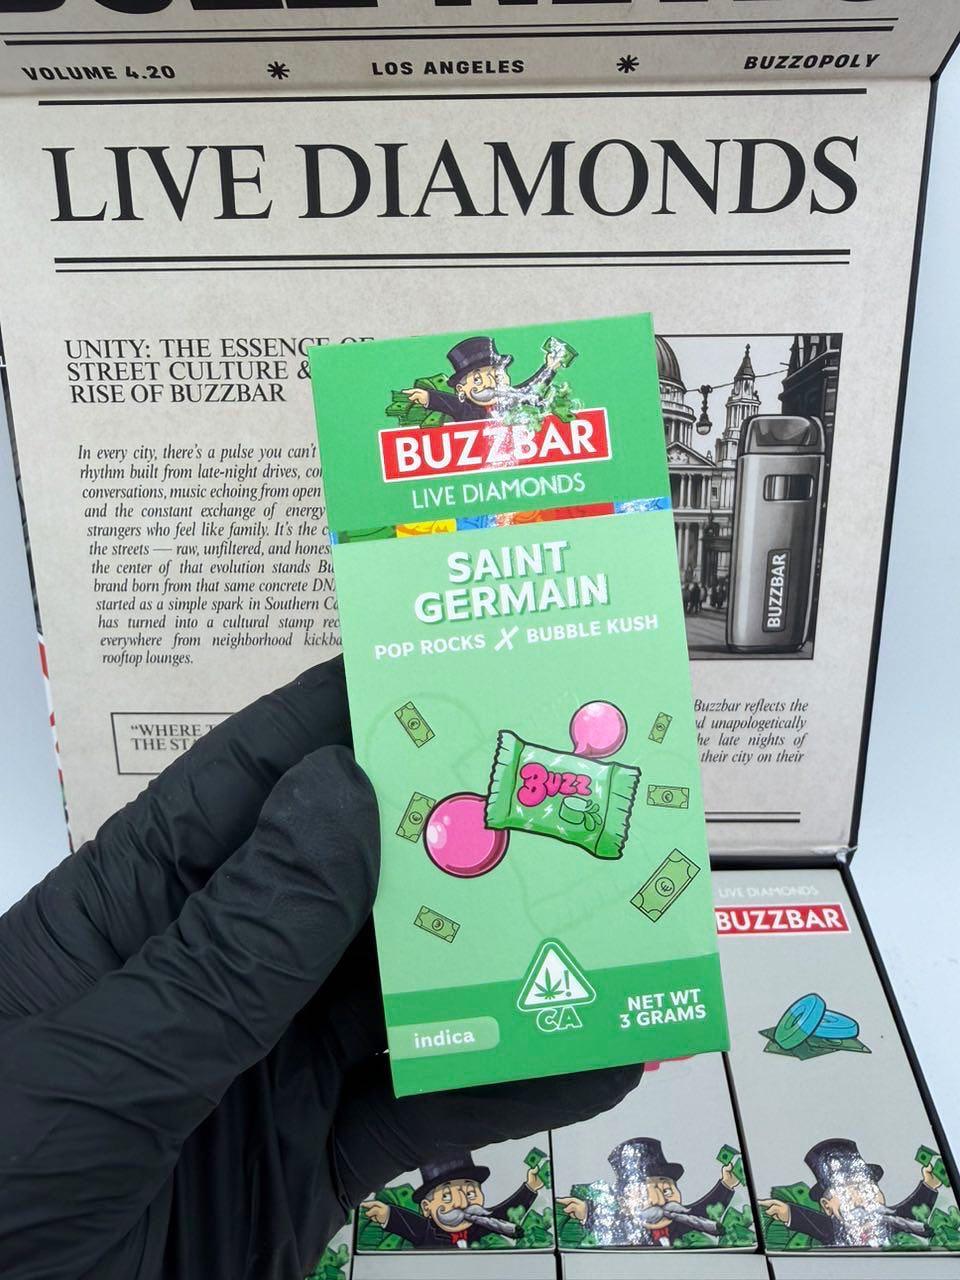 VOLUME 4.20 * LOS ANGELES * BUZZOPOLY
LIVE DIAMONDS
UNITY: THE ESSENCE OF
STREET CULTURE &
RISE OF BUZZBAR
In every city, there's a pulse you can't
rhythm built from late-night drives,
conversations, music echoing from open
and the constant exchange of energy
strangers who feel like family. It's the
the streets — raw, unfiltered, and
the center of that evolution stands
brand born from that same concrete
started as a simple spark in Southern
has turned into a cultural stamp
everywhere from neighborhood
rooftop lounges.
"WHERE
THE
BUZZBAR
Buzzbar reflects the
unapologetically
late nights of
their city on their
BUZZBAR
LIVE DIAMONDS
SAINT
GERMAIN
POP ROCKS X BUBBLE KUSH
BUZZ
CA
indica
NET WT
3 GRAMS
LIVE DIAMONDS
BUZZBAR